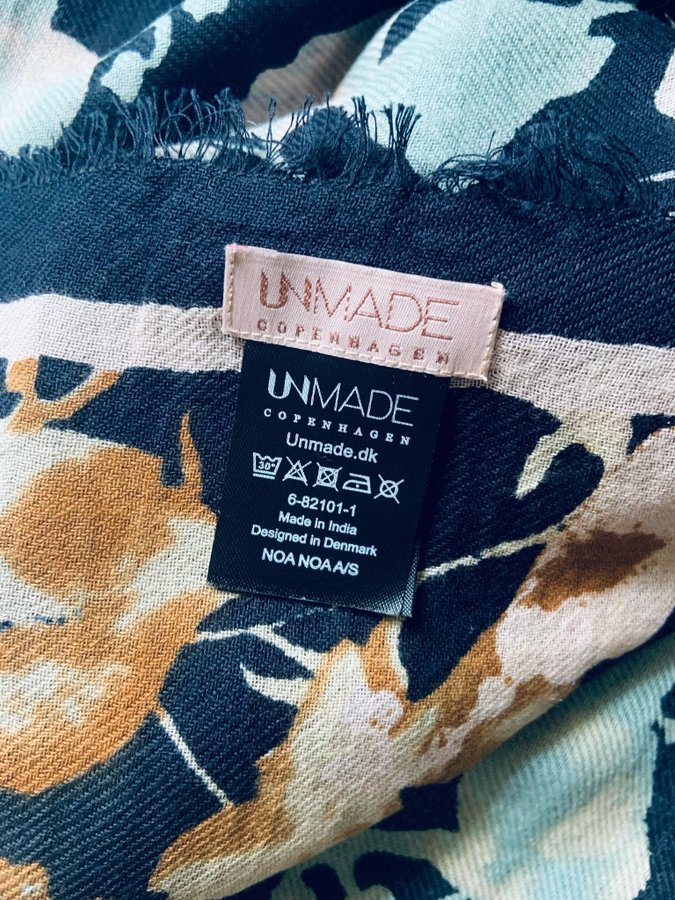 UNMADE
COPENHAGEN
UNMADE
COPENHAGEN
Unmade.dk
30°
6-82101-1
Made in India
Designed in Denmark
NOA NOA A/S